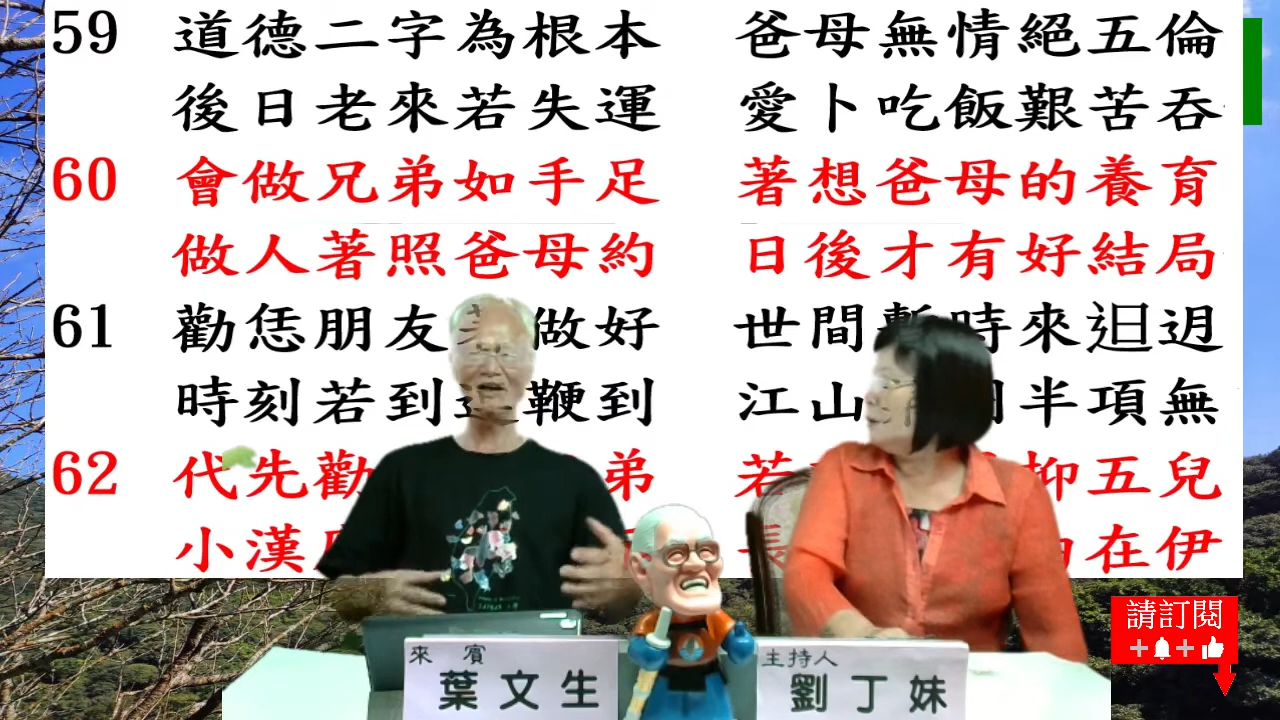 59 道德二字為根本 爸母無情絕五倫
後日老來若失運 愛卜吃飯艱苦吞
60 會做兄弟如手足 著想爸母的養育
做人著照爸母約 日後才有好結局
61 勸恁朋友 做好 世間暫時來迌迌
時刻若到 鞭到 江山 半項無
62 代先勸 弟 若 抑五兒
小漢 在伊
請訂閱
來賓
葉文生
主持人
劉丁妹